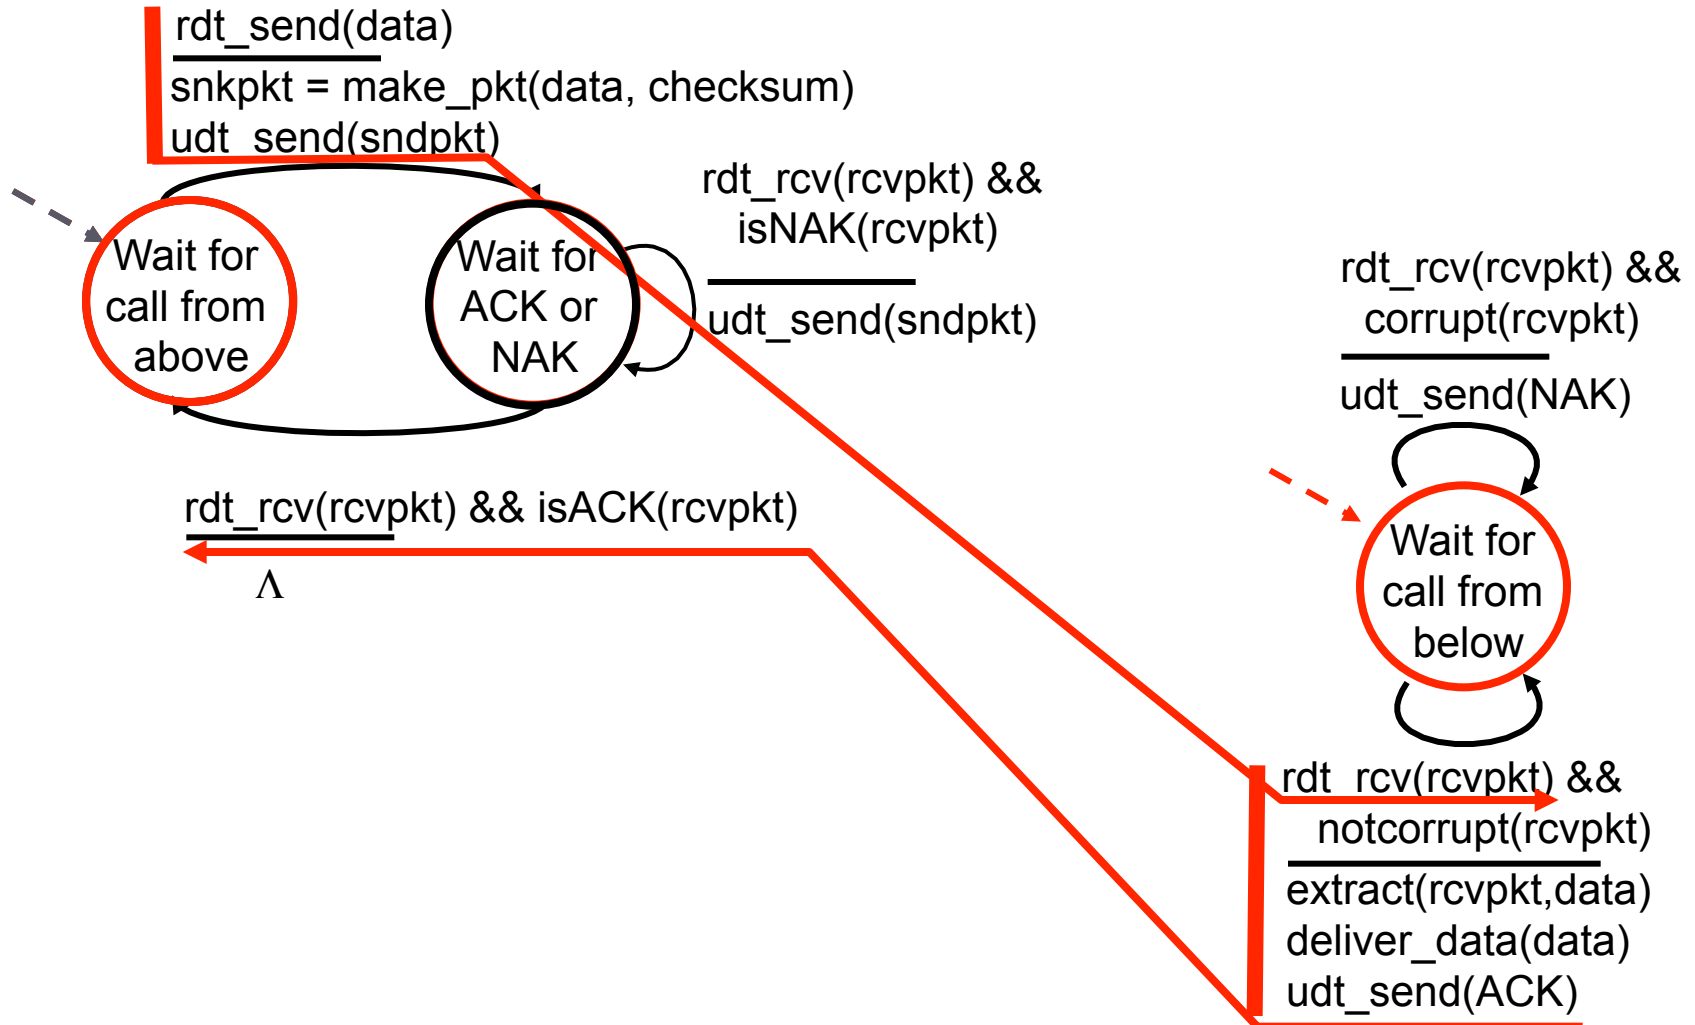 rdt_send(data)
snkpkt = make_pkt(data, checksum)
udt_send(sndpkt)
Wait for
call from
above
Wait for
ACK or
NAK
rdt_rcv(rcvpkt) &&
isNAK(rcvpkt)
udt_send(sndpkt)
rdt_rcv(rcvpkt) && isACK(rcvpkt)
Λ
rdt_rcv(rcvpkt) &&
corrupt(rcvpkt)
udt_send(NAK)
Wait for
call from
below
rdt_rcv(rcvpkt) &&
notcorrupt(rcvpkt)
extract(rcvpkt,data)
deliver_data(data)
udt_send(ACK)